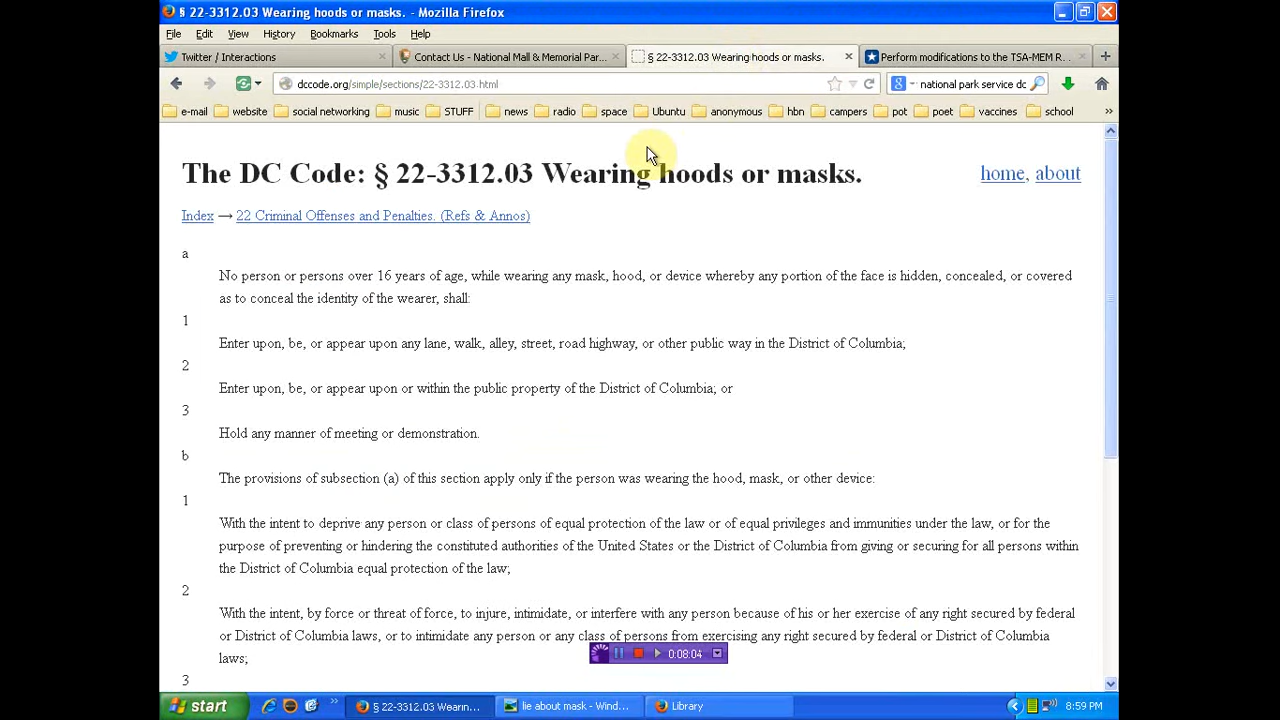 § 22-3312.03 Wearing hoods or masks. - Mozilla Firefox
File Edit View History Bookmarks Tools Help
Twitter / Interactions
Contact Us - National Mall & Memorial Par...
§ 22-3312.03 Wearing hoods or masks.
Perform modifications to the TSA-MEM R...
dccode.org/simple/sections/22-3312.03.html
national park service dc
e-mail website social networking music STUFF news radio space Ubuntu anonymous hbn campers pot poet vaccines school
The DC Code: § 22-3312.03 Wearing hoods or masks.
home, about
Index → 22 Criminal Offenses and Penalties. (Refs & Annos)
a
No person or persons over 16 years of age, while wearing any mask, hood, or device whereby any portion of the face is hidden, concealed, or covered
as to conceal the identity of the wearer, shall:
1
Enter upon, be, or appear upon any lane, walk, alley, street, road highway, or other public way in the District of Columbia;
2
Enter upon, be, or appear upon or within the public property of the District of Columbia; or
3
Hold any manner of meeting or demonstration.
b
The provisions of subsection (a) of this section apply only if the person was wearing the hood, mask, or other device:
1
With the intent to deprive any person or class of persons of equal protection of the law or of equal privileges and immunities under the law, or for the
purpose of preventing or hindering the constituted authorities of the United States or the District of Columbia from giving or securing for all persons within
the District of Columbia equal protection of the law;
2
With the intent, by force or threat of force, to injure, intimidate, or interfere with any person because of his or her exercise of any right secured by federal
or District of Columbia laws, or to intimidate any person or any class of persons from exercising any right secured by federal or District of Columbia
laws;
0:08:04
3
start
§ 22-3312.03 Wearin...
lie about mask - Wind...
Library
8:59 PM